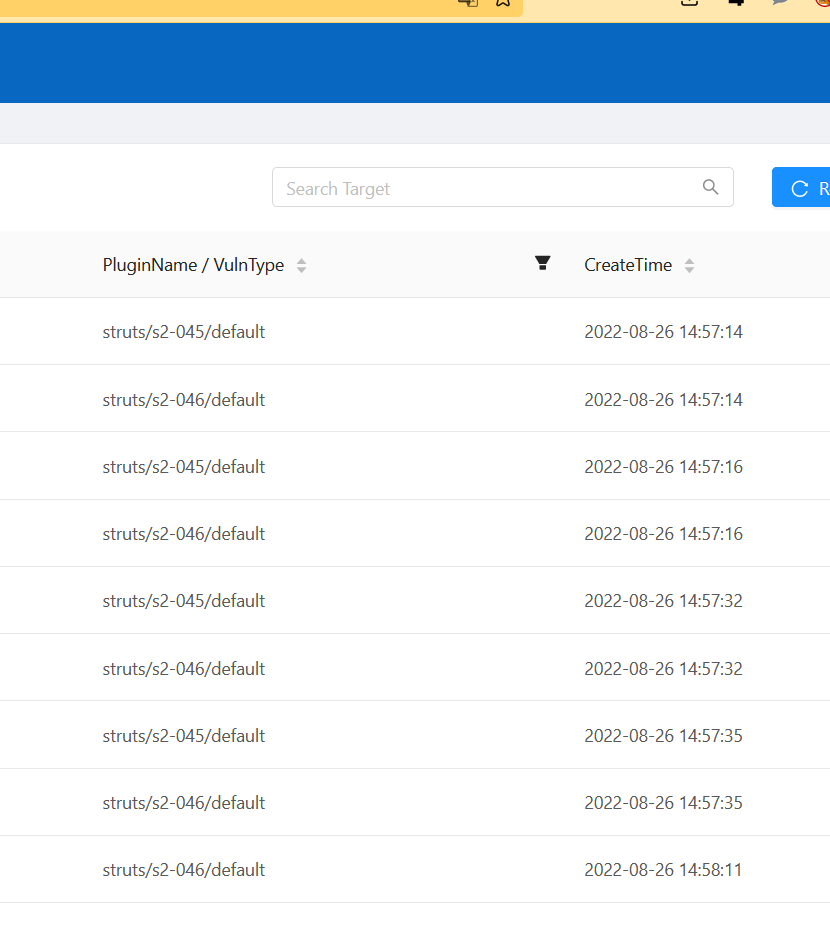 Search Target
R
PluginName / VulnType CreateTime
struts/s2-045/default 2022-08-26 14:57:14
struts/s2-046/default 2022-08-26 14:57:14
struts/s2-045/default 2022-08-26 14:57:16
struts/s2-046/default 2022-08-26 14:57:16
struts/s2-045/default 2022-08-26 14:57:32
struts/s2-046/default 2022-08-26 14:57:32
struts/s2-045/default 2022-08-26 14:57:35
struts/s2-046/default 2022-08-26 14:57:35
struts/s2-046/default 2022-08-26 14:58:11